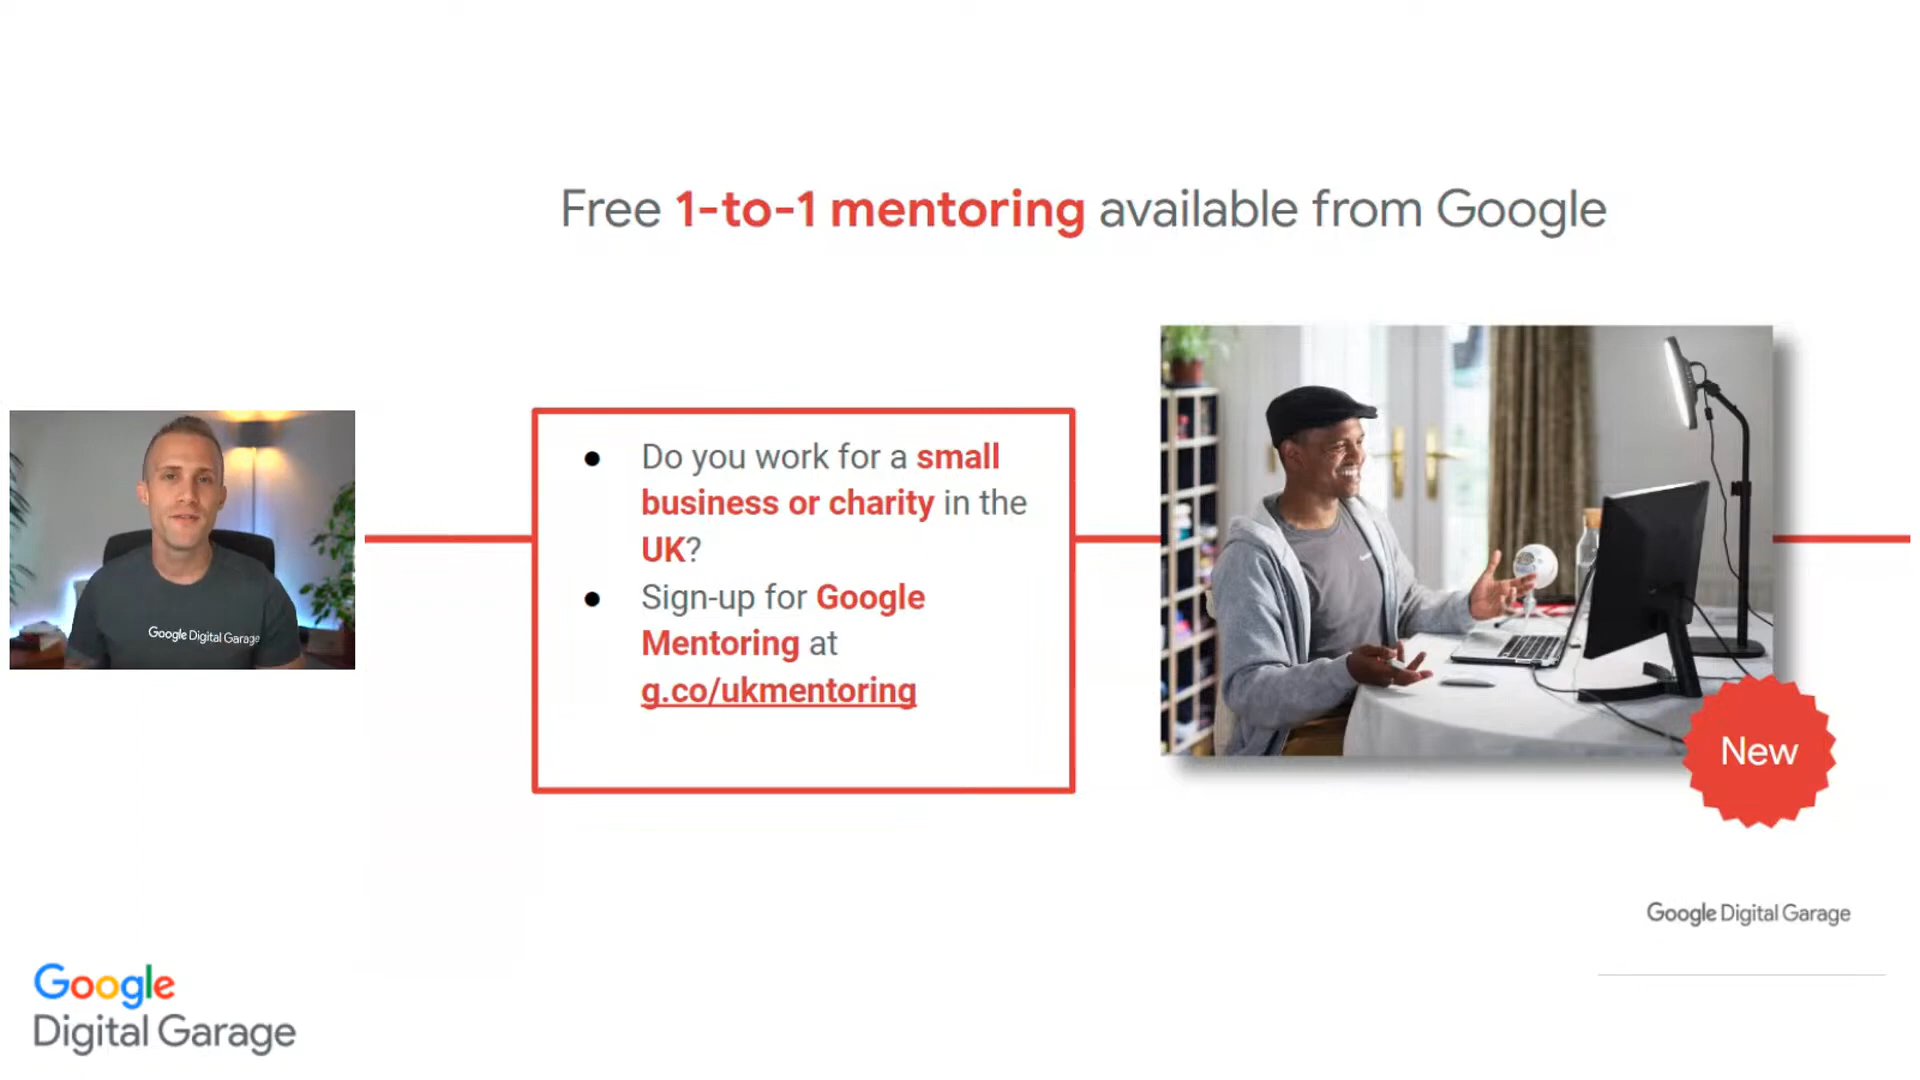 Free 1-to-1 mentoring available from Google
Google Digital Garage
● Do you work for a small
business or charity in the
UK?
● Sign-up for Google
Mentoring at
g.co/ukmentoring
New
Google Digital Garage
Google
Digital Garage